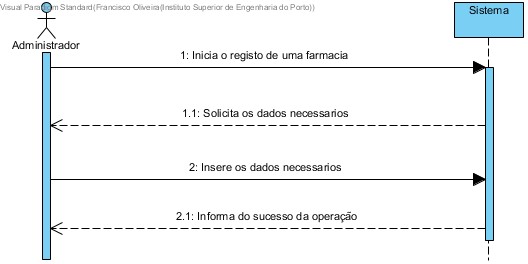 Visual Paradigm Standard(Francisco Oliveira(Instituto Superior de Engenharia do Porto))
Administrador
Sistema
1: Inicia o registo de uma farmacia
1.1: Solicita os dados necessarios
2: Insere os dados necessarios
2.1: Informa do sucesso da operação